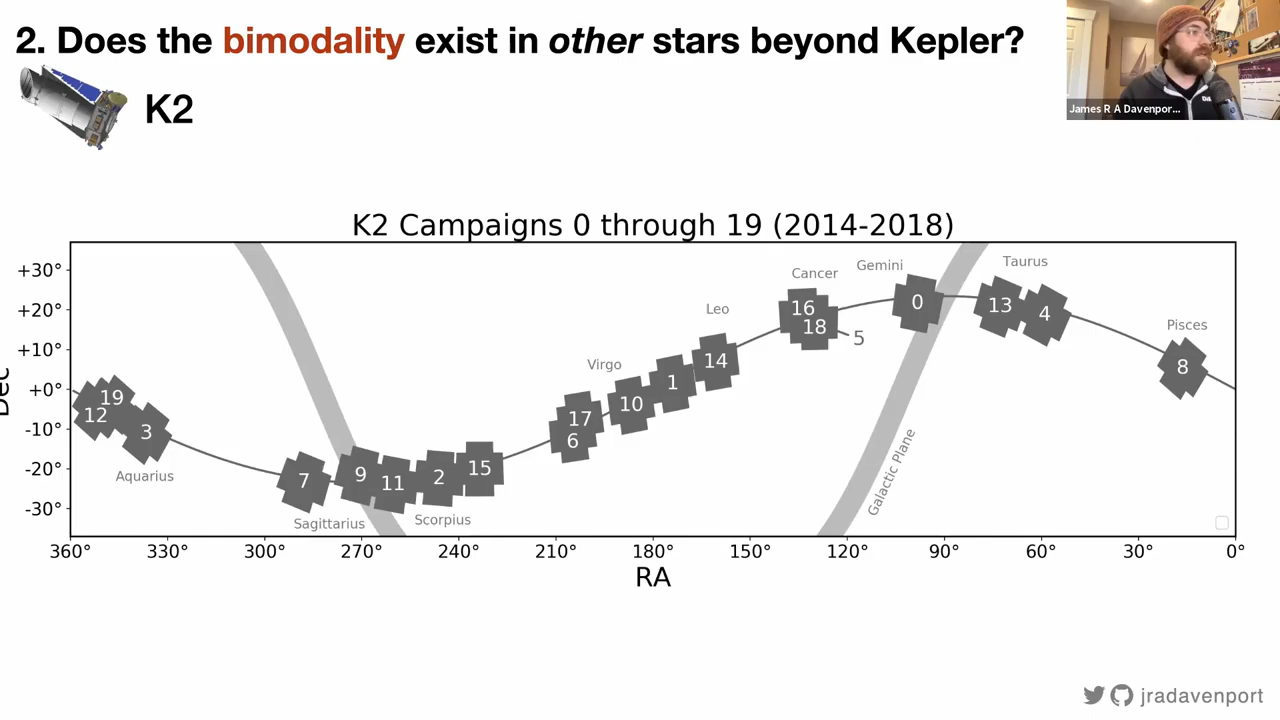 2. Does the bimodality exist in other stars beyond Kepler?
K2
James R A Davenpor...
K2 Campaigns 0 through 19 (2014-2018)
Dec
+30°
+20°
+10°
+0°
-10°
-20°
-30°
19
12
3
Aquarius
7
Sagittarius
9
11
2
Scorpius
15
17
6
Virgo
10
1
14
Leo
Cancer
16
18
5
Gemini
0
Galactic Plane
Taurus
13
4
Pisces
8
360° 330° 300° 270° 240° 210° 180° 150° 120° 90° 60° 30° 0°
RA
jradavenport